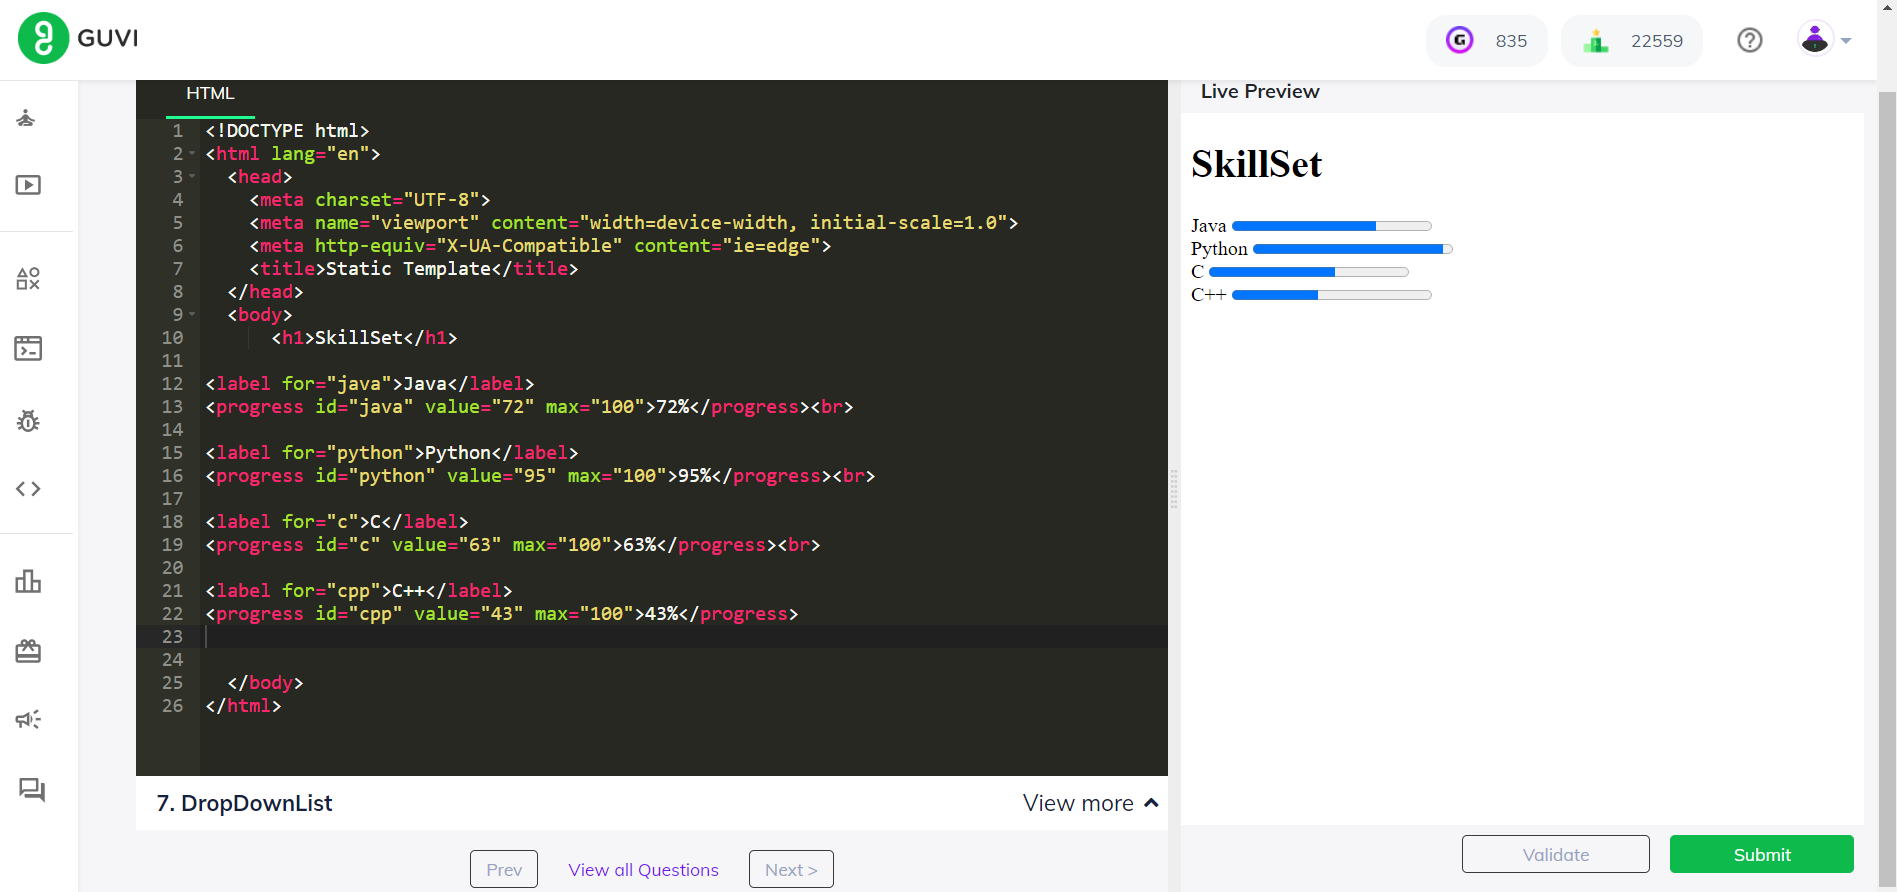 GUVI
835
22559
HTML
Live Preview
1 <!DOCTYPE html>
2 <html lang="en">
3   <head>
4     <meta charset="UTF-8">
5     <meta name="viewport" content="width=device-width, initial-scale=1.0">
6     <meta http-equiv="X-UA-Compatible" content="ie=edge">
7     <title>Static Template</title>
8   </head>
9   <body>
10       <h1>SkillSet</h1>
11
12 <label for="java">Java</label>
13 <progress id="java" value="72" max="100">72%</progress><br>
14
15 <label for="python">Python</label>
16 <progress id="python" value="95" max="100">95%</progress><br>
17
18 <label for="c">C</label>
19 <progress id="c" value="63" max="100">63%</progress><br>
20
21 <label for="cpp">C++</label>
22 <progress id="cpp" value="43" max="100">43%</progress>
23
24
25   </body>
26 </html>
SkillSet
Java
Python
C
C++
7. DropDownList
View more
Prev
View all Questions
Next >
Validate
Submit